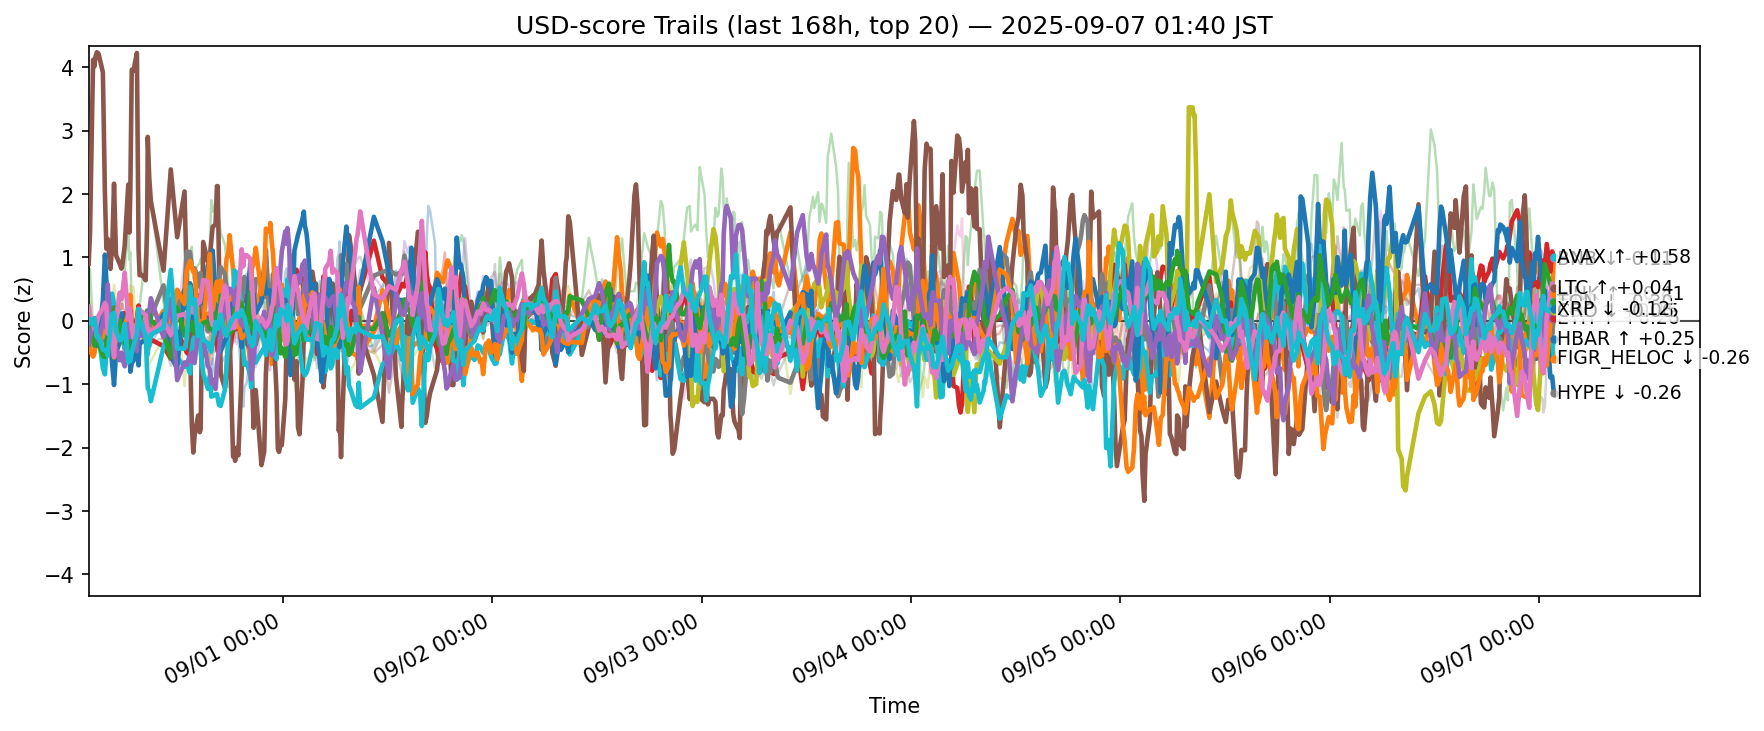 USD-score Trails (last 168h, top 20) — 2025-09-07 01:40 JST
Score (z)
4
3
2
1
0
−1
−2
−3
−4
AVAX ↑ +0.58
LTC ↑ +0.04
XRP ↓ -0.12
HBAR ↑ +0.25
FIGR_HELOC ↓ -0.26
HYPE ↓ -0.26
09/01 00:00
09/02 00:00
09/03 00:00
09/04 00:00
09/05 00:00
09/06 00:00
09/07 00:00
Time